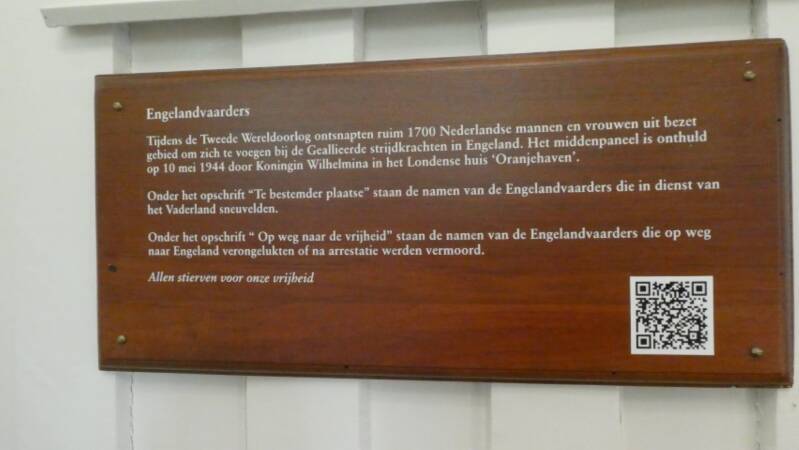 Engelandvaarders
Tijdens de Tweede Wereldoorlog ontsnapten ruim 1700 Nederlandse mannen en vrouwen uit bezet
gebied om zich te voegen bij de Geallieerde strijdkrachten in Engeland. Het middenpaneel is onthuld
op 10 mei 1944 door Koningin Wilhelmina in het Londense huis ‘Oranjehaven’.
Onder het opschrift “Te bestemder plaatse” staan de namen van de Engelandvaarders die in dienst van
het Vaderland sneuvelden.
Onder het opschrift “ Op weg naar de vrijheid” staan de namen van de Engelandvaarders die op weg
naar Engeland verongelukten of na arrestatie werden vermoord.
Allen stierven voor onze vrijheid